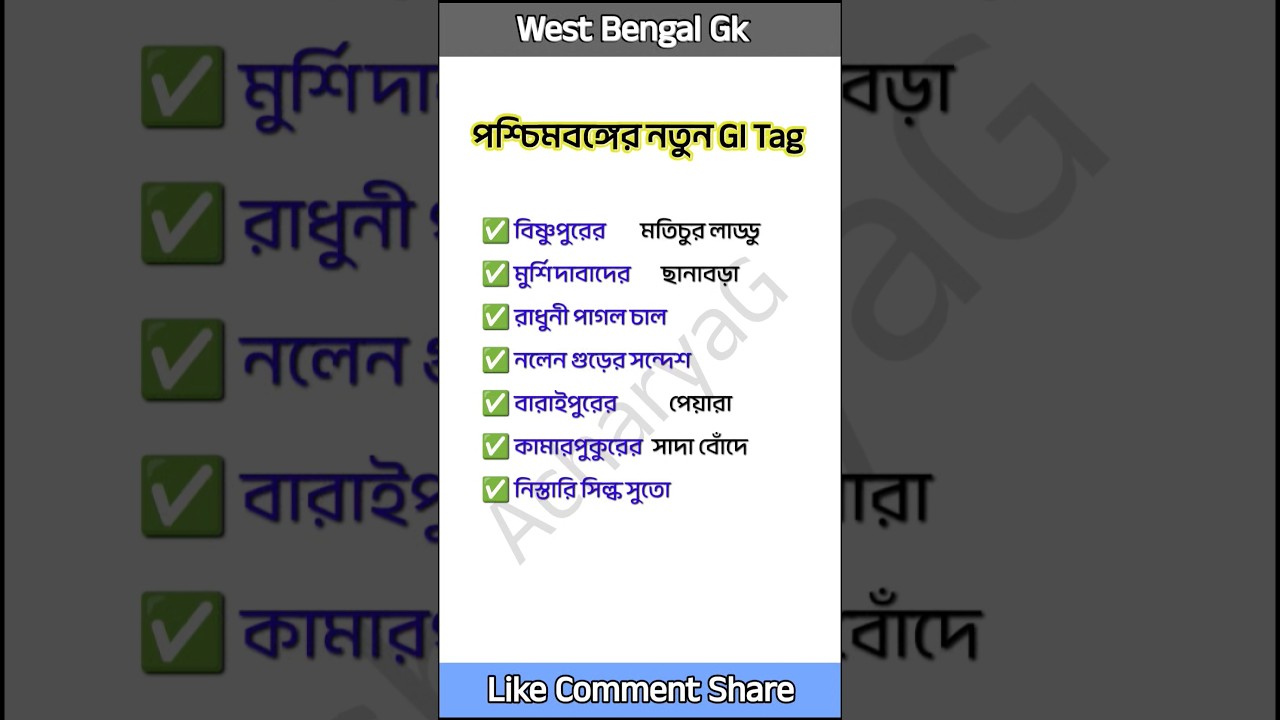 West Bengal Gk
পশ্চিমবঙ্গের নতুন GI Tag
✅ বিষ্ণুপুরের মতিচুর লাড্ডু
✅ মুর্শিদাবাদের ছানাবড়া
✅ রাধুনী পাগল চাল
✅ নলেন গুড়ের সন্দেশ
✅ বারাইপুরের পেয়ারা
✅ কামারপুকুরের সাদা বোঁদে
✅ নিস্তারি সিল্ক সুতো
AcharyaG
Like Comment Share